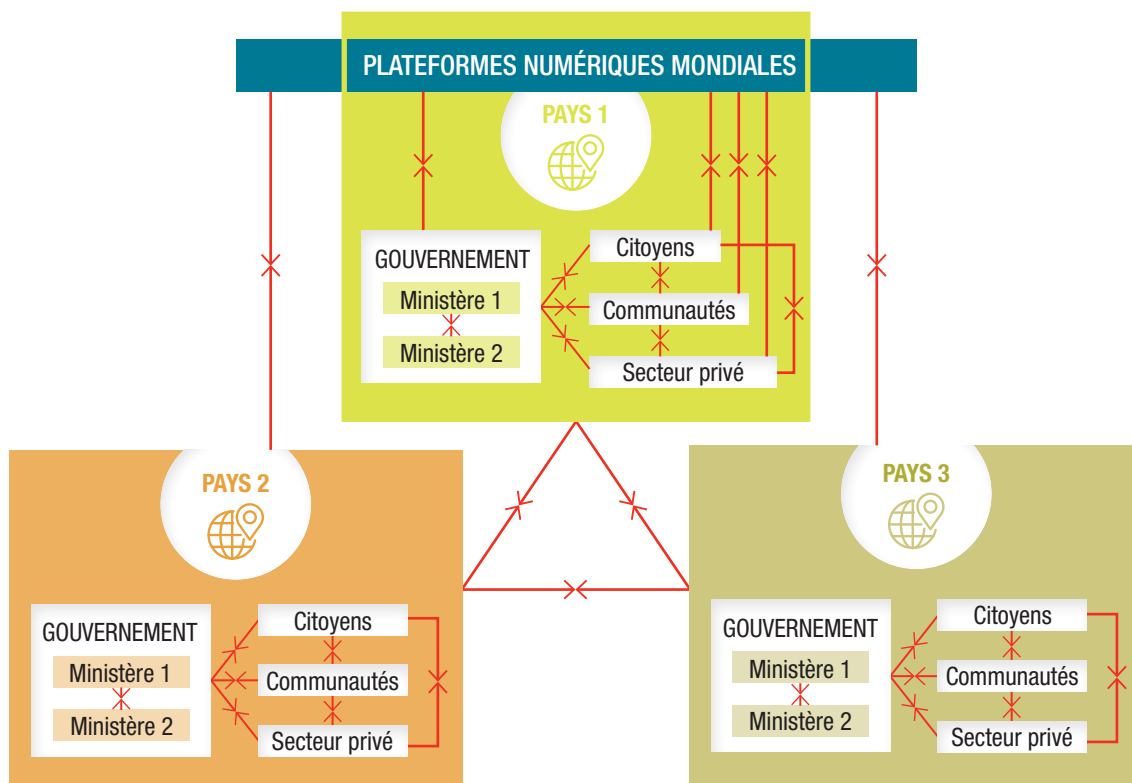 PLATEFORMES NUMÉRIQUES MONDIALES
PAYS 1
GOUVERNEMENT
Ministère 1
Ministère 2
Citoyens
Communautés
Secteur privé
PAYS 2
GOUVERNEMENT
Ministère 1
Ministère 2
Citoyens
Communautés
Secteur privé
PAYS 3
GOUVERNEMENT
Ministère 1
Ministère 2
Citoyens
Communautés
Secteur privé